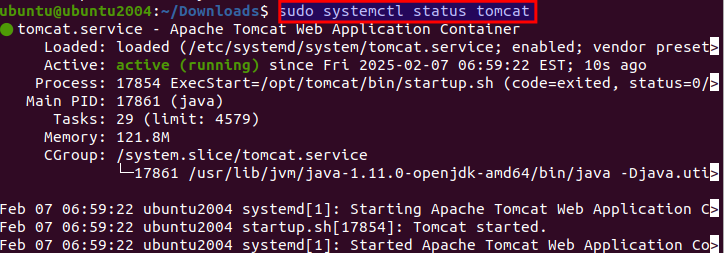 ubuntu@ubuntu2004:~/Downloads$ sudo systemctl status tomcat
● tomcat.service - Apache Tomcat Web Application Container
Loaded: loaded (/etc/systemd/system/tomcat.service; enabled; vendor preset>
Active: active (running) since Fri 2025-02-07 06:59:22 EST; 10s ago
Process: 17854 ExecStart=/opt/tomcat/bin/startup.sh (code=exited, status=0/>
Main PID: 17861 (java)
Tasks: 29 (limit: 4579)
Memory: 121.8M
CGroup: /system.slice/tomcat.service
└─17861 /usr/lib/jvm/java-1.11.0-openjdk-amd64/bin/java -Djava.uti>
Feb 07 06:59:22 ubuntu2004 systemd[1]: Starting Apache Tomcat Web Application C>
Feb 07 06:59:22 ubuntu2004 startup.sh[17854]: Tomcat started.
Feb 07 06:59:22 ubuntu2004 systemd[1]: Started Apache Tomcat Web Application Co>